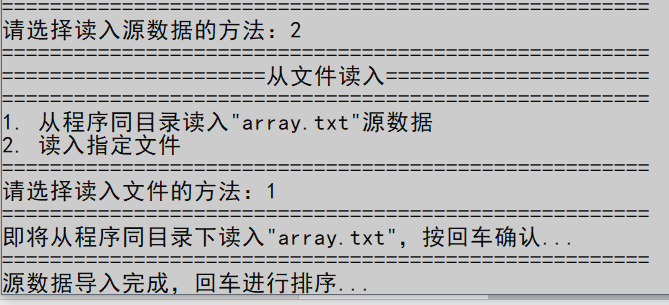 ======================================================
请选择读入源数据的方法：2
======================================================
======================从文件读入======================
======================================================
1. 从程序同目录读入"array.txt"源数据
2. 读入指定文件
======================================================
请选择读入文件的方法：1
======================================================
即将从程序同目录下读入"array.txt"，按回车确认...
======================================================
源数据导入完成，回车进行排序...